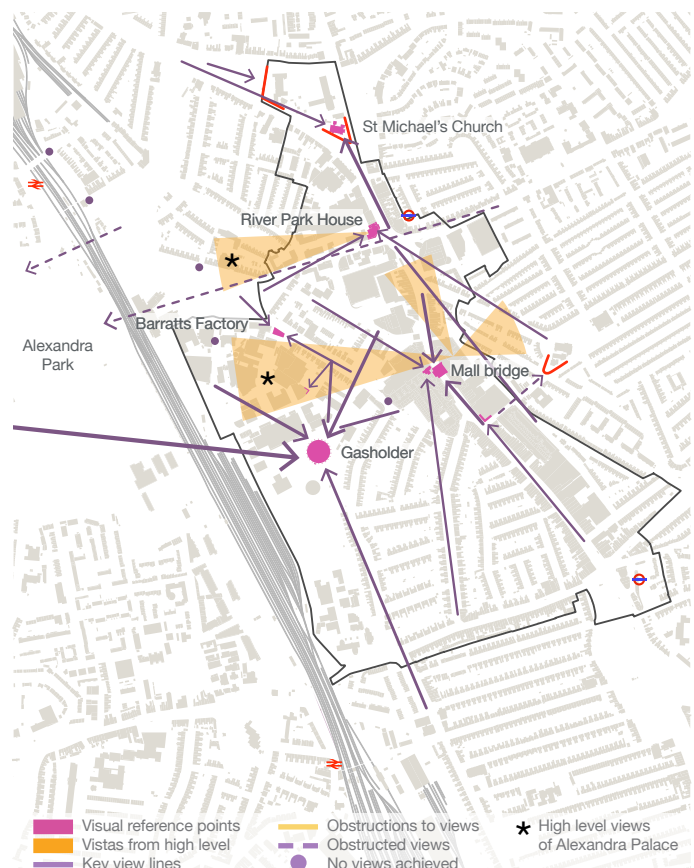 St Michael's Church
River Park House
Barratts Factory
Alexandra
Park
Mall bridge
Gasholder
Visual reference points
Vistas from high level
Key view lines
Obstructions to views
Obstructed views
No views achieved
* High level views
of Alexandra Palace